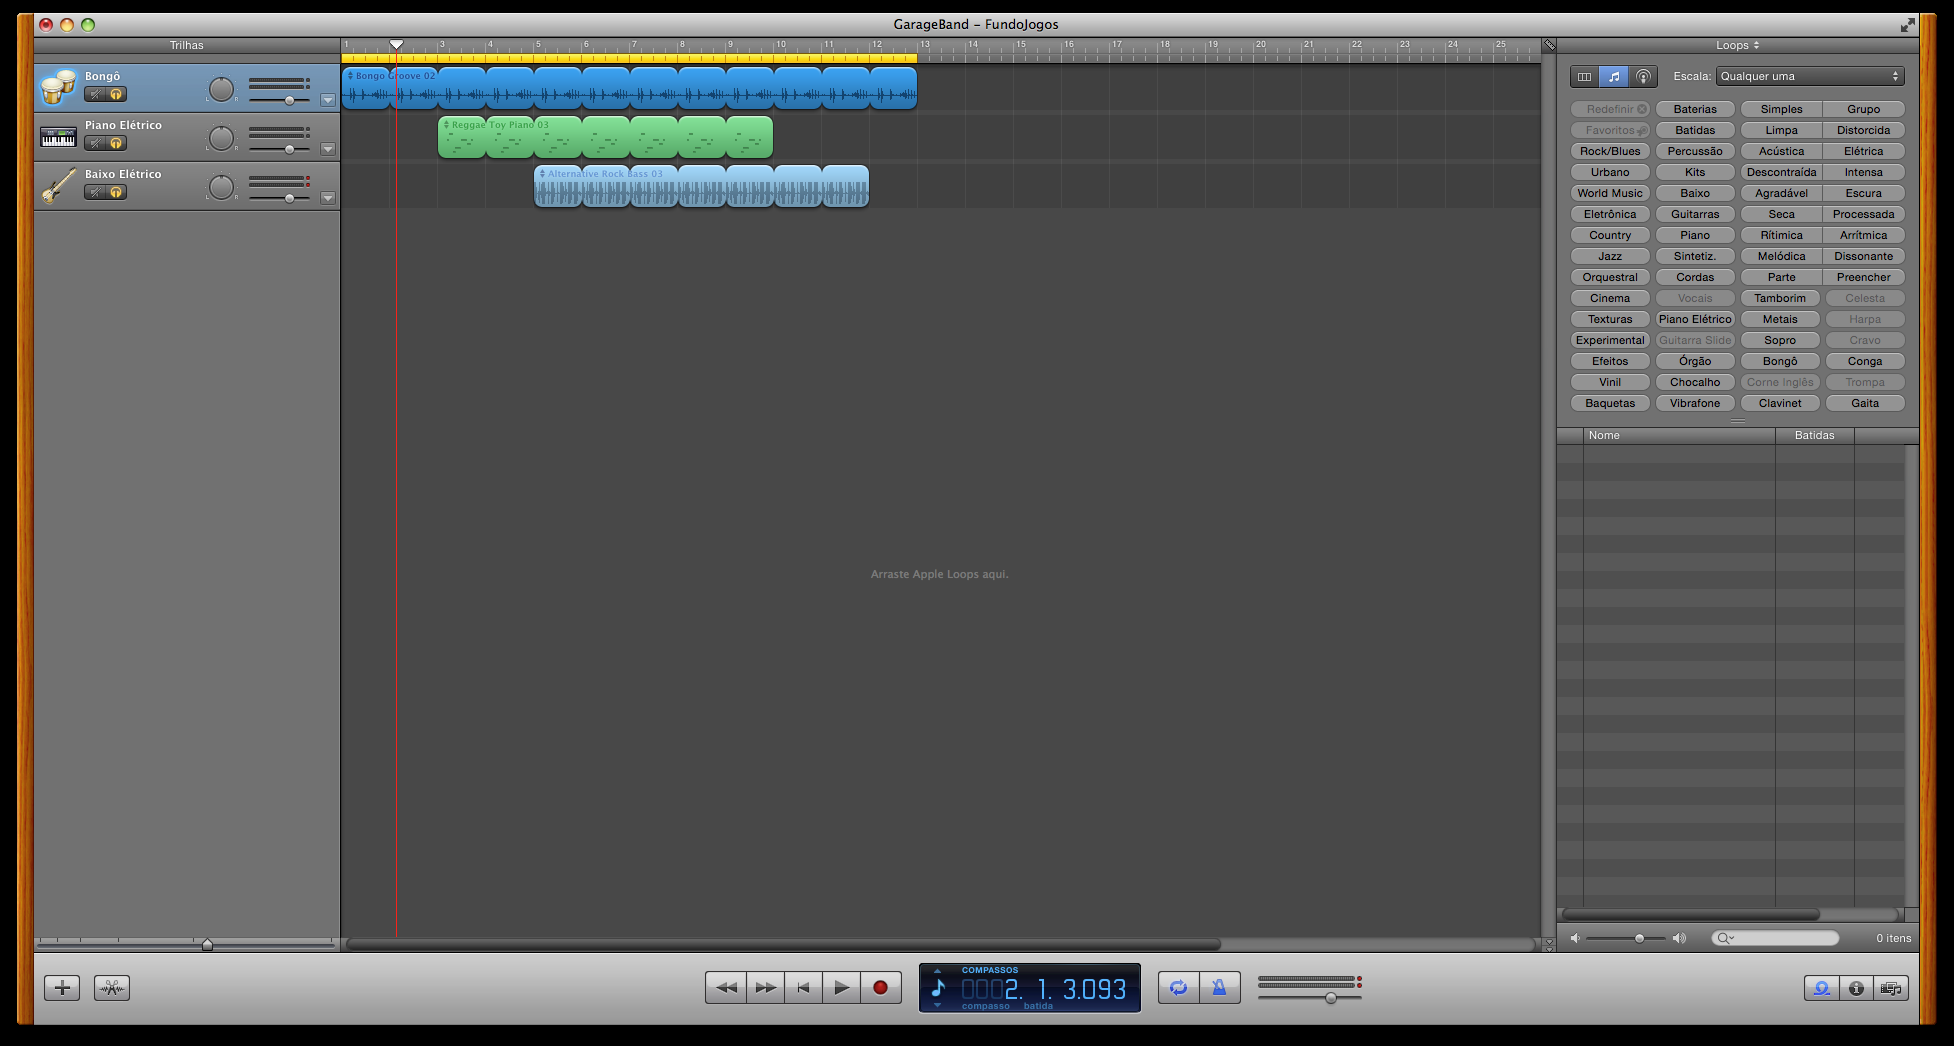 GarageBand – FundoJogos
Trilhas
1 3 4 5 6 7 8 9 10 11 12 13 14 15 16 17 18 19 20 21 22 23 24 25
Loops
Bongô
L R
Bongo Groove 02
Piano Elétrico
L R
Reggae Toy Piano 03
Baixo Elétrico
L R
Alternative Rock Bass 03
Arraste Apple Loops aqui.
Escala: Qualquer uma
Redefinir Baterias Simples Grupo
Favoritos Batidas Limpa Distorcida
Rock/Blues Percussão Acústica Elétrica
Urbano Kits Descontraída Intensa
World Music Baixo Agradável Escura
Eletrônica Guitarras Seca Processada
Country Piano Rítimica Arrítmica
Jazz Sintetiz. Melódica Dissonante
Orquestral Cordas Parte Preencher
Cinema Vocais Tamborim Celesta
Texturas Piano Elétrico Metais Harpa
Experimental Guitarra Slide Sopro Cravo
Efeitos Órgão Bongô Conga
Vinil Chocalho Corne Inglês Trompa
Baquetas Vibrafone Clavinet Gaita
Nome Batidas
0 itens
COMPASSOS
0002. 1. 3.093
compasso batida